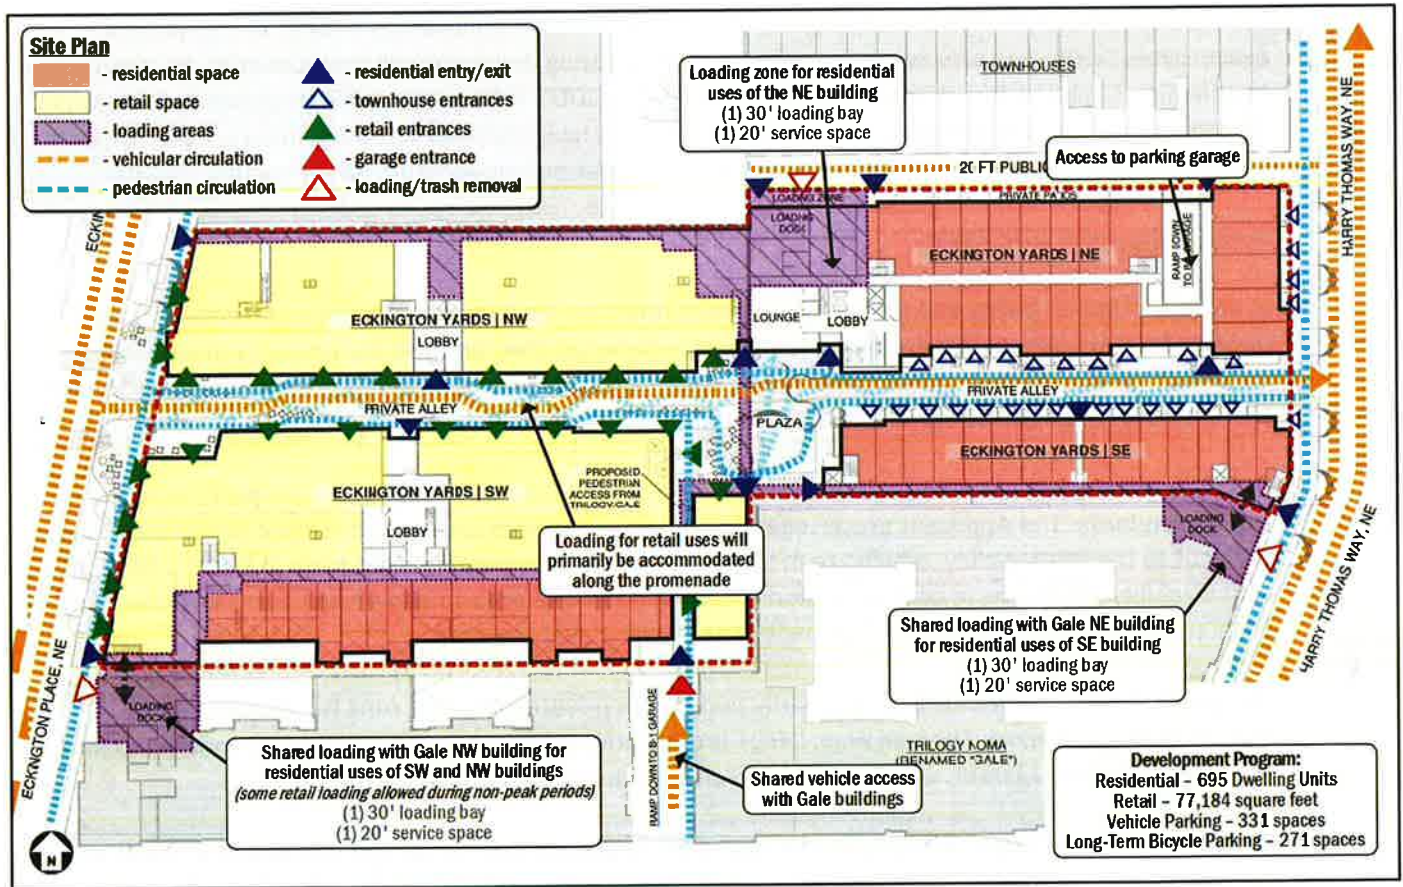 Site Plan
- residential space
- retail space
- loading areas
- vehicular circulation
- pedestrian circulation
- residential entry/exit
- townhouse entrances
- retail entrances
- garage entrance
- loading/trash removal
Loading zone for residential
uses of the NE building
(1) 30' loading bay
(1) 20' service space
TOWNHOUSES
Access to parking garage
20 FT PUBLIC
PRIVATE PATIOS
HARRY THOMAS WAY, NE
LOADING ZONE
LOADING
DOCK
RAMP DOWN
ECKINGTON YARDS | NE
ECKINGTON YARDS | NW
LOBBY
LOUNGE
LOBBY
PRIVATE ALLEY
PRIVATE ALLEY
PLAZA
ECKINGTON YARDS | SE
ECKINGTON YARDS | SW
LOBBY
PROPOSED
PEDESTRIAN
ACCESS FROM
TRILOGY/GALE
LOADING
DOCK
Loading for retail uses will
primarily be accommodated
along the promenade
HARRY THOMAS WAY, NE
Shared loading with Gale NE building
for residential uses of SE building
(1) 30' loading bay
(1) 20' service space
ECKINGTON PLACE, NE
LOADING
DOCK
Shared loading with Gale NW building for
residential uses of SW and NW buildings
(some retail loading allowed during non-peak periods)
(1) 30' loading bay
(1) 20' service space
RAMP DOWN TO B-1 GARAGE
Shared vehicle access
with Gale buildings
TRILOGY NOMA
(RENAMED "GALE")
Development Program:
Residential – 695 Dwelling Units
Retail – 77,184 square feet
Vehicle Parking – 331 spaces
Long-Term Bicycle Parking – 271 spaces
N